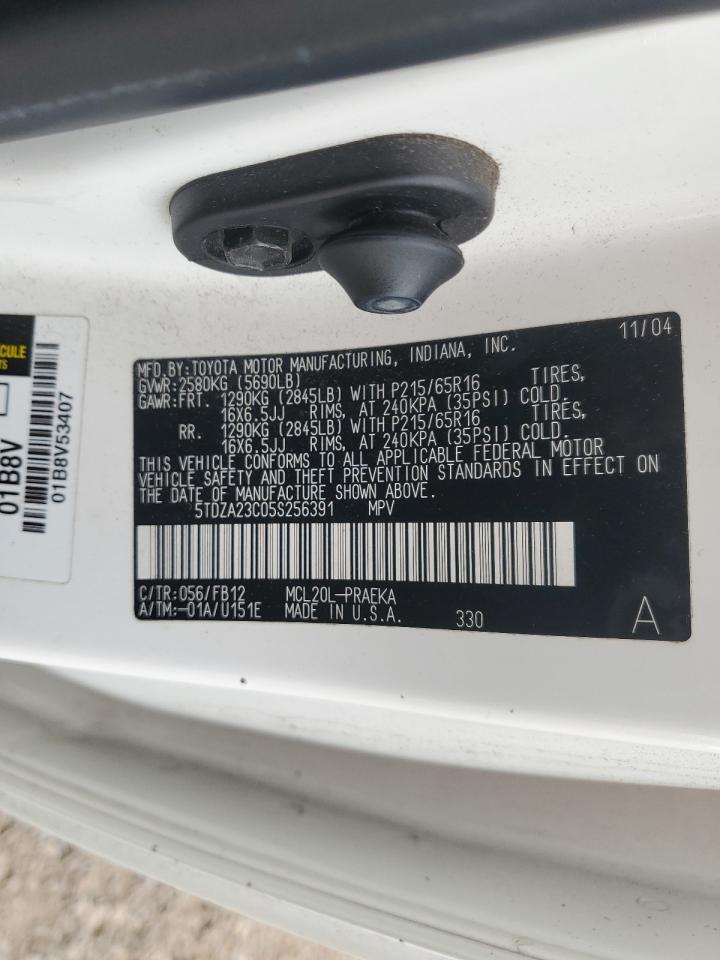 11/04
MFD.BY:TOYOTA MOTOR MANUFACTURING, INDIANA, INC.
GVWR:2580KG (5690LB)
GAWR:FRT. 1290KG (2845LB) WITH P215/65R16 TIRES,
16X6.5JJ RIMS, AT 240KPA (35PSI) COLD.
RR. 1290KG (2845LB) WITH P215/65R16 TIRES,
16X6.5JJ RIMS, AT 240KPA (35PSI) COLD.
THIS VEHICLE CONFORMS TO ALL APPLICABLE FEDERAL MOTOR
VEHICLE SAFETY AND THEFT PREVENTION STANDARDS IN EFFECT ON
THE DATE OF MANUFACTURE SHOWN ABOVE.
5TDZA23C05S256391 MPV
C/TR:056/FB12 MCL20L-PRAEKA
A/TM:-01A/U151E MADE IN U.S.A. 330 A
01B8V
01B8V53407